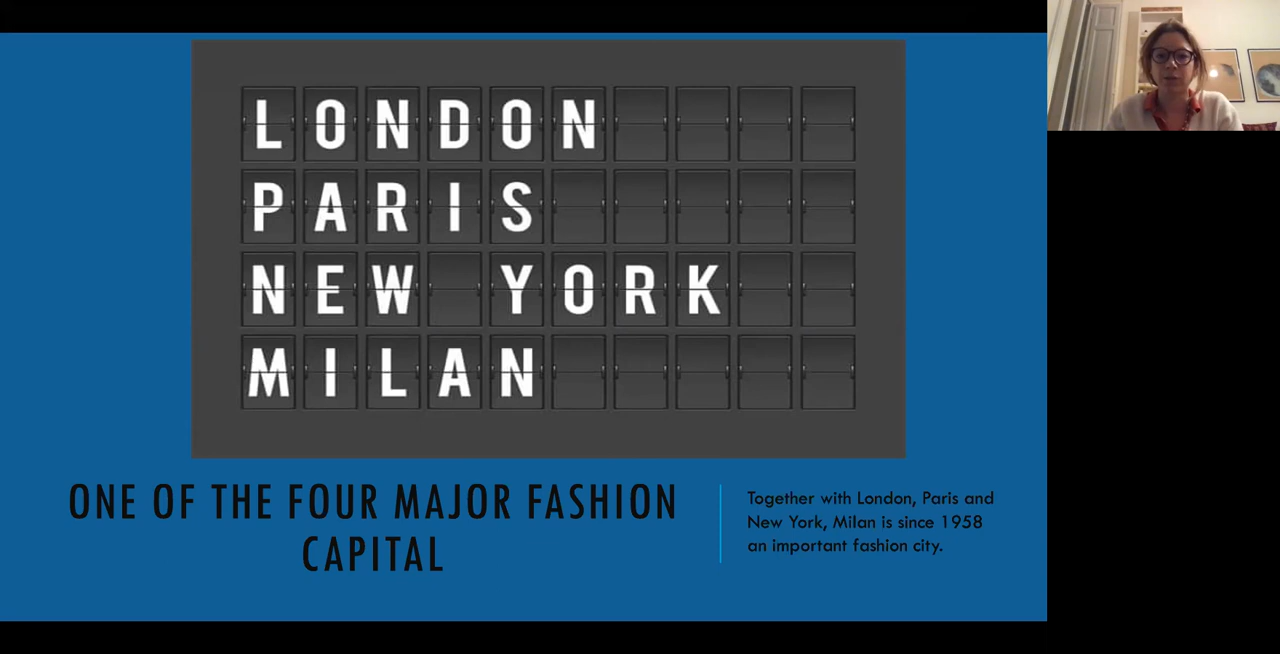 LONDON
PARIS
NEW YORK
MILAN
ONE OF THE FOUR MAJOR FASHION
CAPITAL
Together with London, Paris and
New York, Milan is since 1958
an important fashion city.